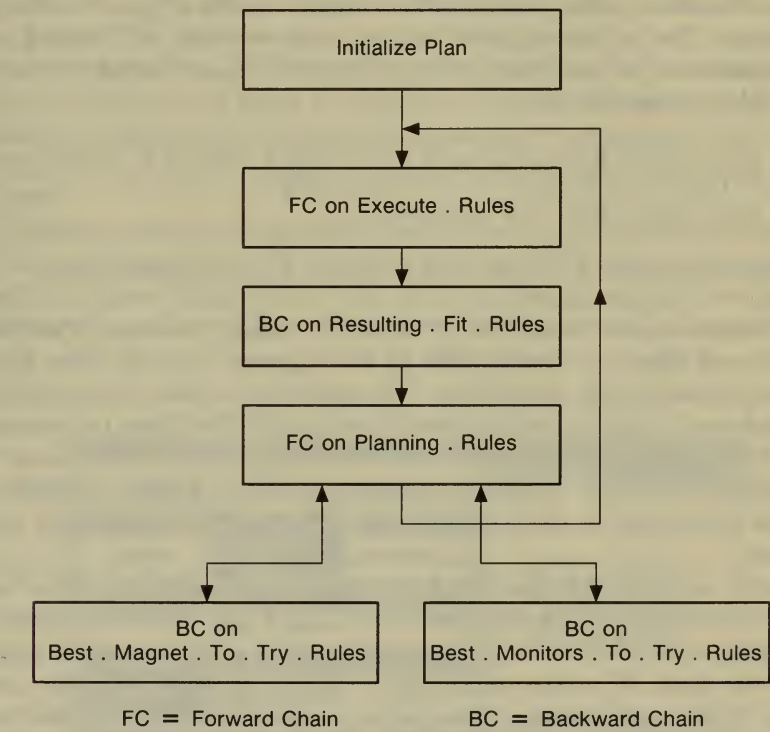 Initialize Plan
FC on Execute . Rules
BC on Resulting . Fit . Rules
FC on Planning . Rules
BC on
Best . Magnet . To . Try . Rules
BC on
Best . Monitors . To . Try . Rules
FC = Forward Chain
BC = Backward Chain